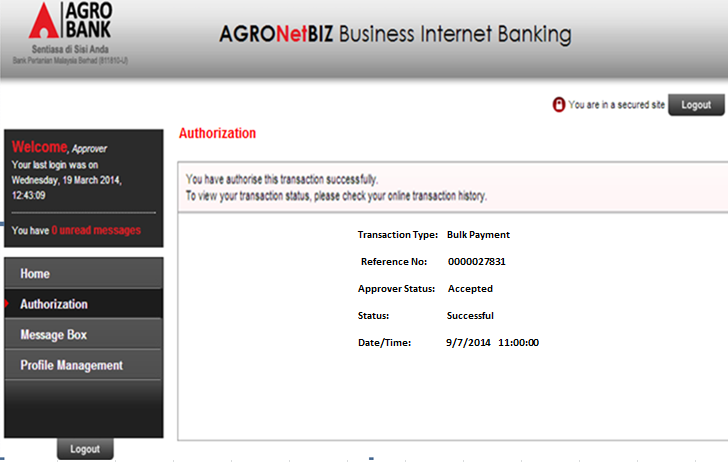 AGRO
BANK
Sentiasa di Sisi Anda
Bank Pertanian Malaysia Berhad (811810-U)
AGRONetBIZ Business Internet Banking
You are in a secured site
Logout
Welcome, Approver
Your last login was on
Wednesday, 19 March 2014,
12:43:09
You have 0 unread messages
Home
Authorization
Message Box
Profile Management
Logout
Authorization
You have authorise this transaction successfully.
To view your transaction status, please check your online transaction history.
Transaction Type: Bulk Payment
Reference No: 0000027831
Approver Status: Accepted
Status: Successful
Date/Time: 9/7/2014 11:00:00